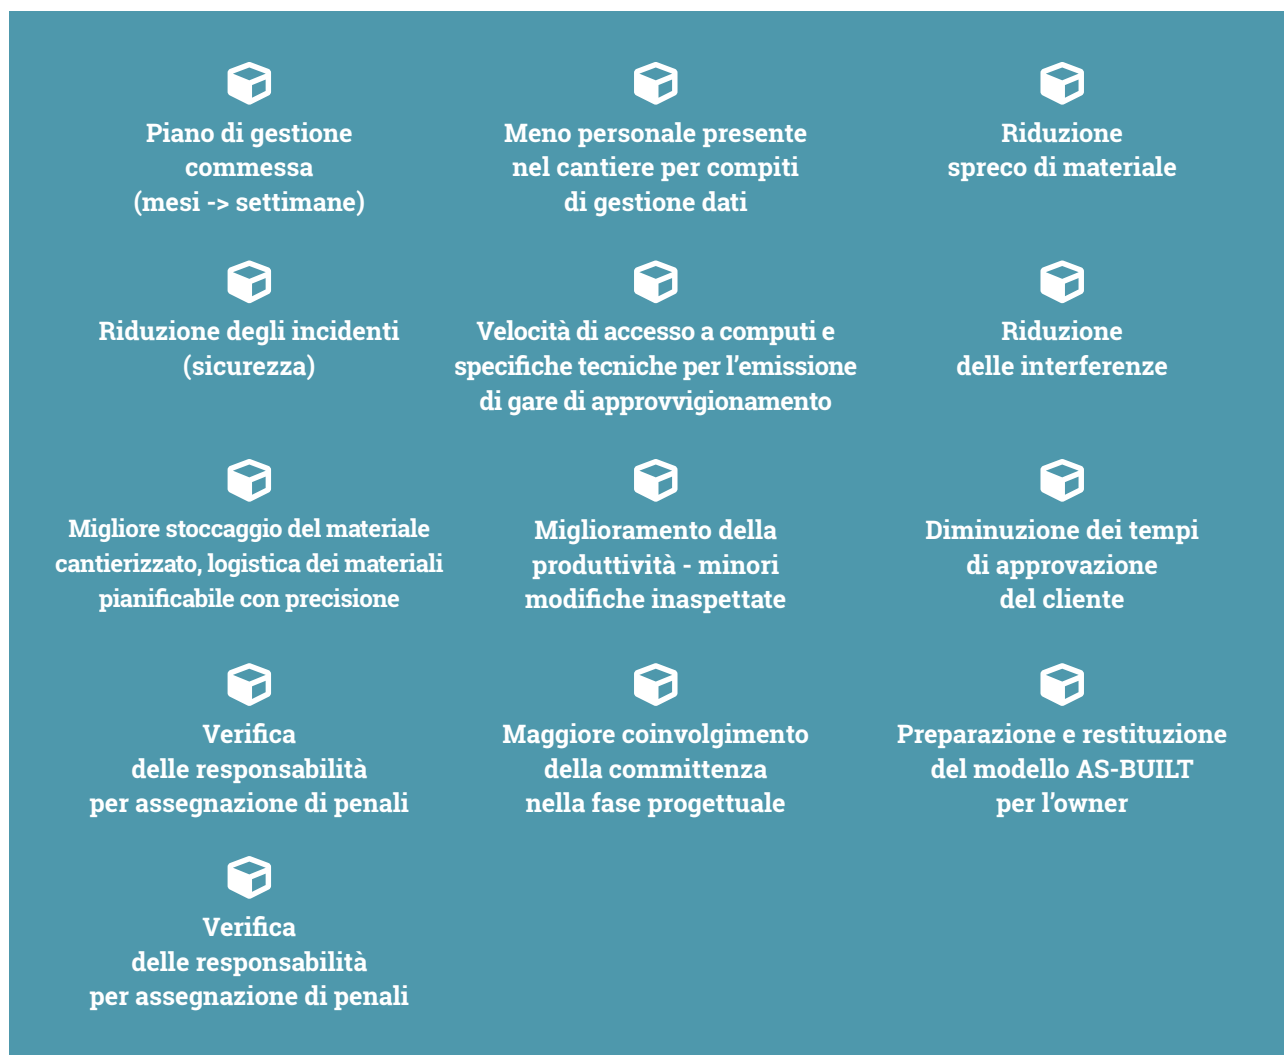 Piano di gestione
commessa
(mesi -> settimane)
Meno personale presente
nel cantiere per compiti
di gestione dati
Riduzione
spreco di materiale
Riduzione degli incidenti
(sicurezza)
Velocità di accesso a computi e
specifiche tecniche per l’emissione
di gare di approvvigionamento
Riduzione
delle interferenze
Migliore stoccaggio del materiale
cantierizzato, logistica dei materiali
pianificabile con precisione
Miglioramento della
produttività - minori
modifiche inaspettate
Diminuzione dei tempi
di approvazione
del cliente
Verifica
delle responsabilità
per assegnazione di penali
Maggiore coinvolgimento
della committenza
nella fase progettuale
Preparazione e restituzione
del modello AS-BUILT
per l’owner
Verifica
delle responsabilità
per assegnazione di penali